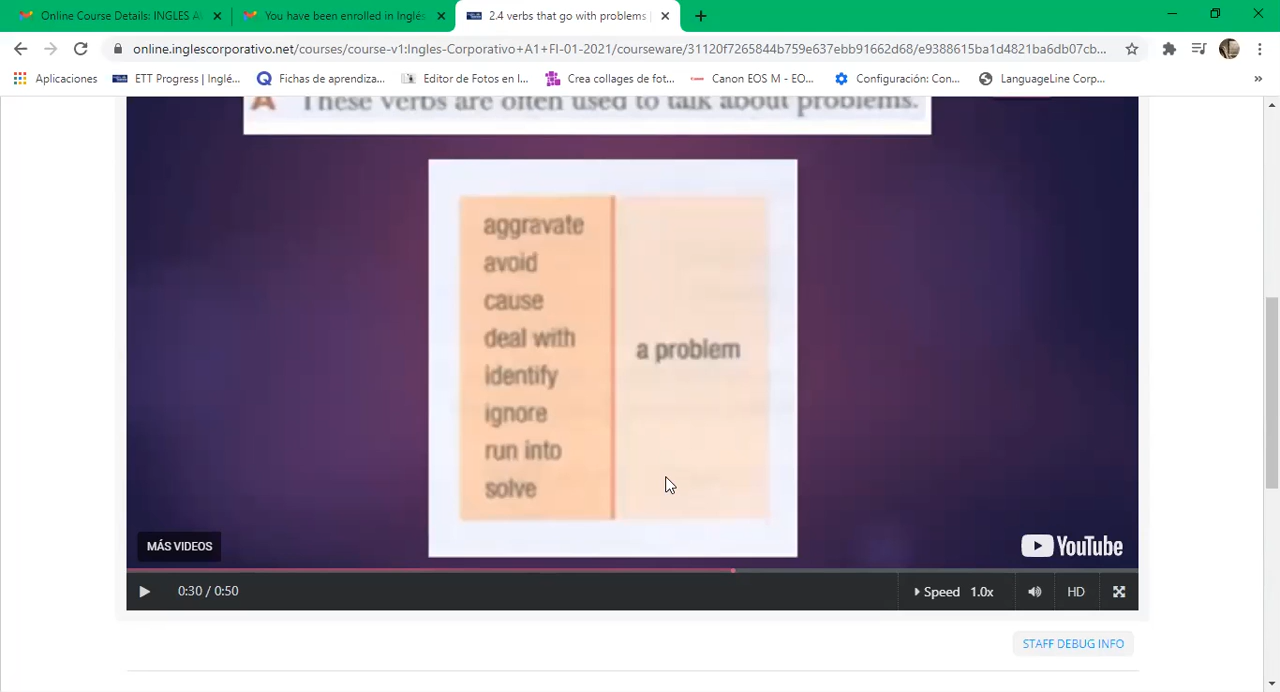 Online Course Details: INGLES A
You have been enrolled in Inglés
2.4 verbs that go with problems |
online.inglescorporativo.net/courses/course-v1:Ingles-Corporativo+A1+FI-01-2021/courseware/31120f7265844b759e637ebb91662d68/e9388615ba1d4821ba6db07cb...
Aplicaciones
ETT Progress | Inglé...
Fichas de aprendiza...
Editor de Fotos en l...
Crea collages de fot...
Canon EOS M - EO...
Configuración: Con...
LanguageLine Corp...
»
A These verbs are often used to talk about problems.
aggravate
avoid
cause
deal with
a problem
identify
ignore
run into
solve
MÁS VIDEOS
YouTube
0:30 / 0:50
Speed 1.0x
HD
STAFF DEBUG INFO